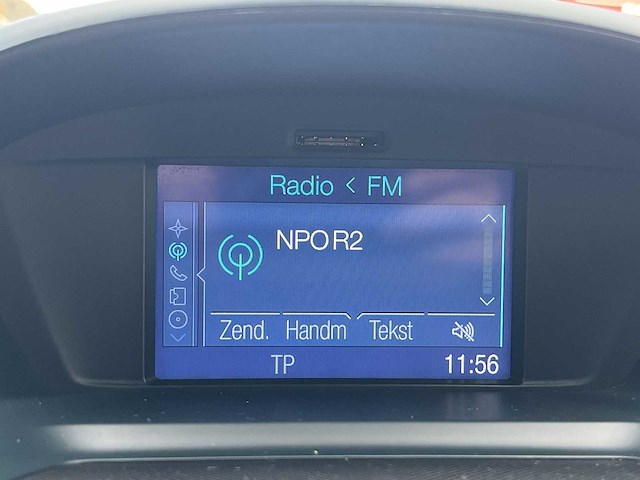 Radio < FM
NPO R2
Zend. Handm Tekst
TP 11:56